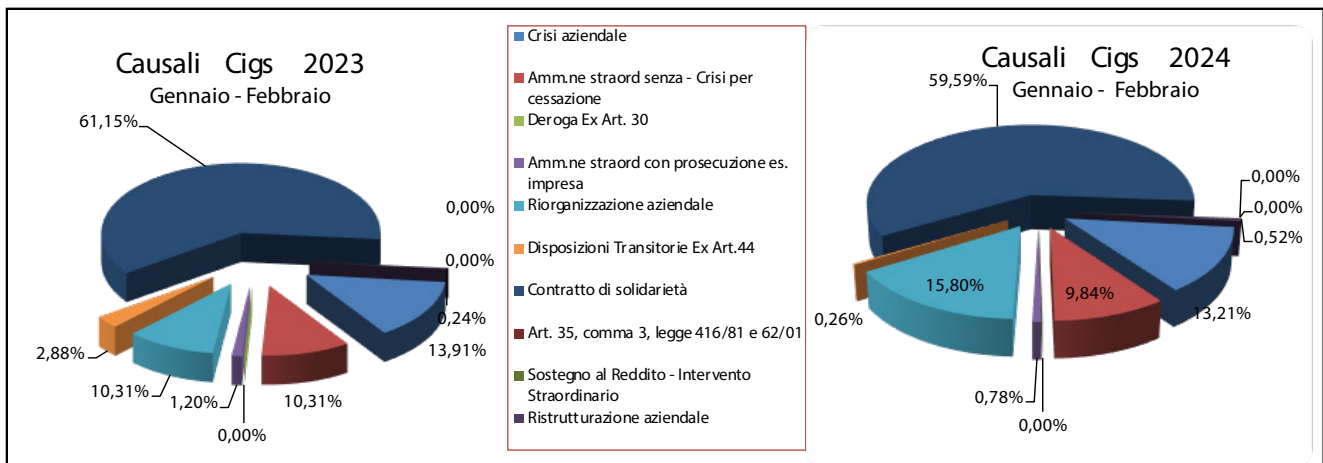 Causali Cigs 2023
Gennaio - Febbraio
61,15%
0,00%
0,00%
0,24%
13,91%
10,31%
0,00%
1,20%
10,31%
2,88%
Crisi aziendale
Amm.ne straord senza - Crisi per
cessazione
Deroga Ex Art. 30
Amm.ne straord con prosecuzione es.
impresa
Riorganizzazione aziendale
Disposizioni Transitorie Ex Art.44
Contratto di solidarietà
Art. 35, comma 3, legge 416/81 e 62/01
Sostegno al Reddito - Intervento
Straordinario
Ristrutturazione aziendale
Causali Cigs 2024
Gennaio - Febbraio
59,59%
0,00%
0,00%
0,52%
13,21%
9,84%
0,00%
0,78%
15,80%
0,26%